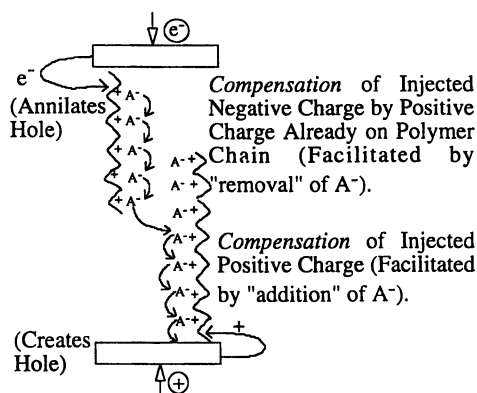 e⁻
e⁻
(Annilates
Hole)
+ A⁻
+ A⁻
+ A⁻
+ A⁻
+ A⁻
Compensation of Injected
Negative Charge by Positive
Charge Already on Polymer
Chain (Facilitated by
"removal" of A⁻).
A⁻+
A⁻+
A⁻+
A⁻+
A⁻+
A⁻+
A⁻+
Compensation of Injected
Positive Charge (Facilitated
by "addition" of A⁻).
(Creates
Hole)
+
+